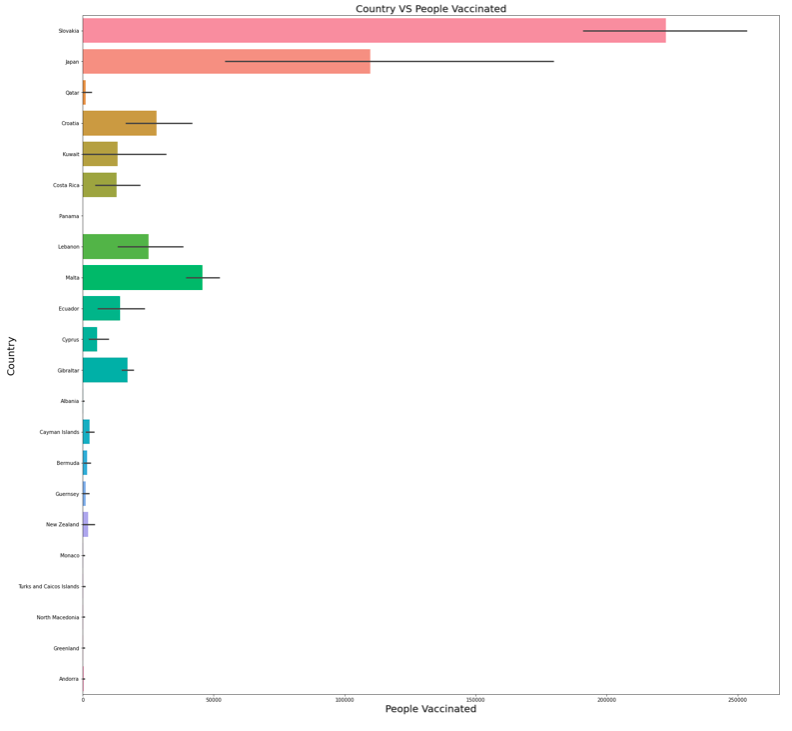 Country VS People Vaccinated
Slovakia
Japan
Qatar
Croatia
Kuwait
Costa Rica
Panama
Lebanon
Malta
Ecuador
Cyprus
Gibraltar
Albania
Cayman Islands
Bermuda
Guernsey
New Zealand
Monaco
Turks and Caicos Islands
North Macedonia
Greenland
Andorra
Country
0 50000 100000 150000 200000 250000
People Vaccinated